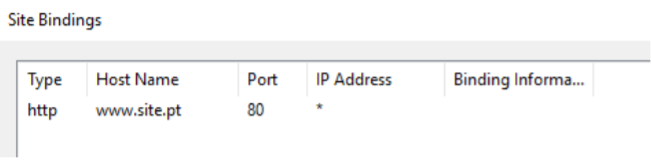 Site Bindings
Type Host Name Port IP Address Binding Informa...
http www.site.pt 80 *